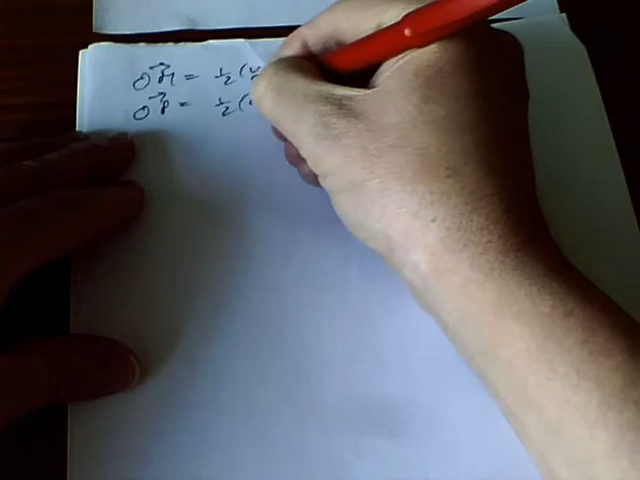 OM⃗ = ½(
OP⃗ = ½(